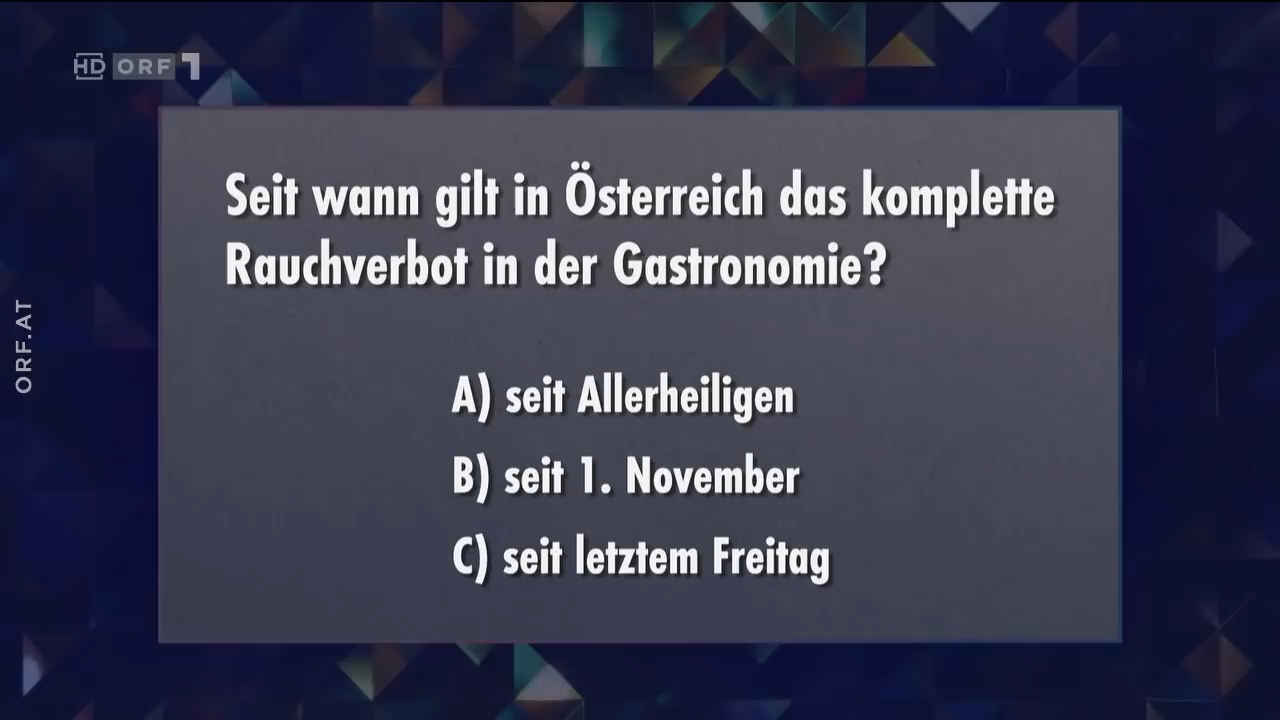 HD ORF 1
Seit wann gilt in Österreich das komplette
Rauchverbot in der Gastronomie?
A) seit Allerheiligen
B) seit 1. November
C) seit letztem Freitag
ORF.AT